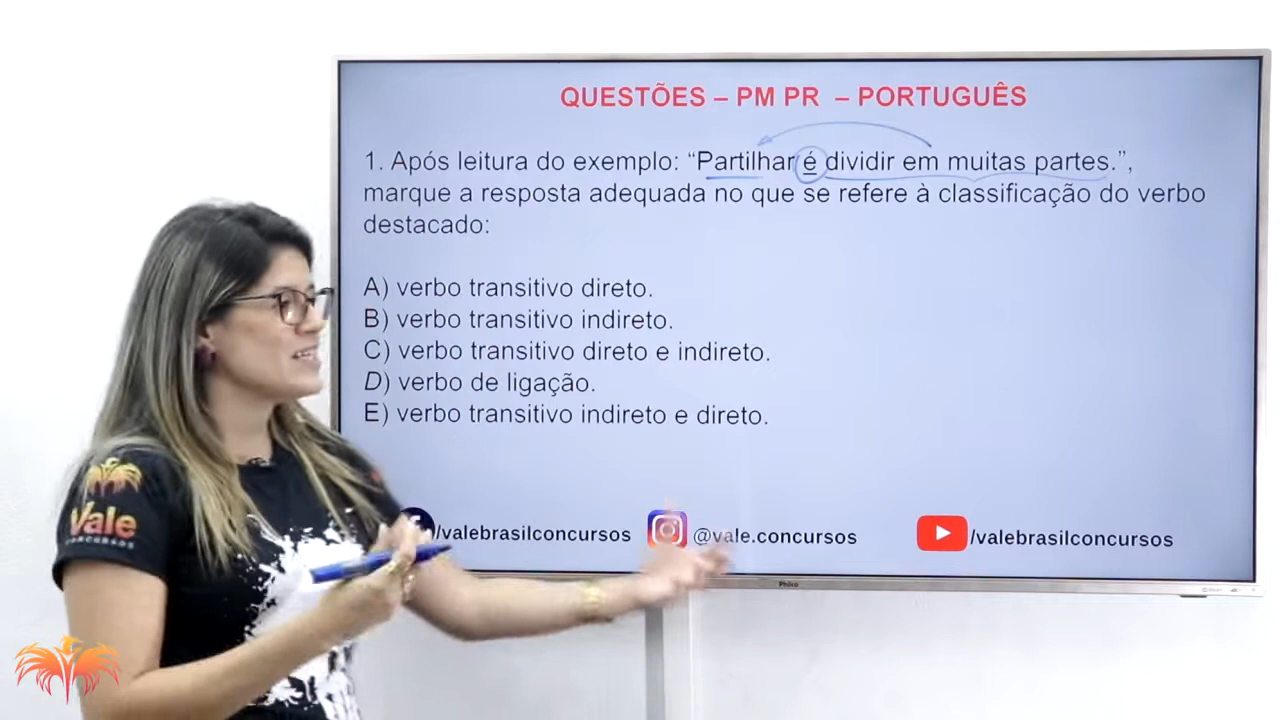 QUESTÕES – PM PR – PORTUGUÊS
1. Após leitura do exemplo: “Partilhar é dividir em muitas partes.”,
marque a resposta adequada no que se refere à classificação do verbo
destacado:
A) verbo transitivo direto.
B) verbo transitivo indireto.
C) verbo transitivo direto e indireto.
D) verbo de ligação.
E) verbo transitivo indireto e direto.
/valebrasilconcursos @vale.concursos /valebrasilconcursos
Philco
Vale
CONCURSOS